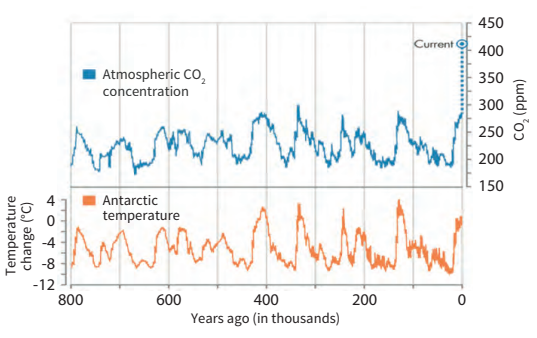 450
Current
400
Atmospheric CO₂
concentration
350
300
250
200
150
CO₂ (ppm)
Antarctic
temperature
4
0
-4
-8
-12
Temperature
change (°C)
800
600
400
200
0
Years ago (in thousands)